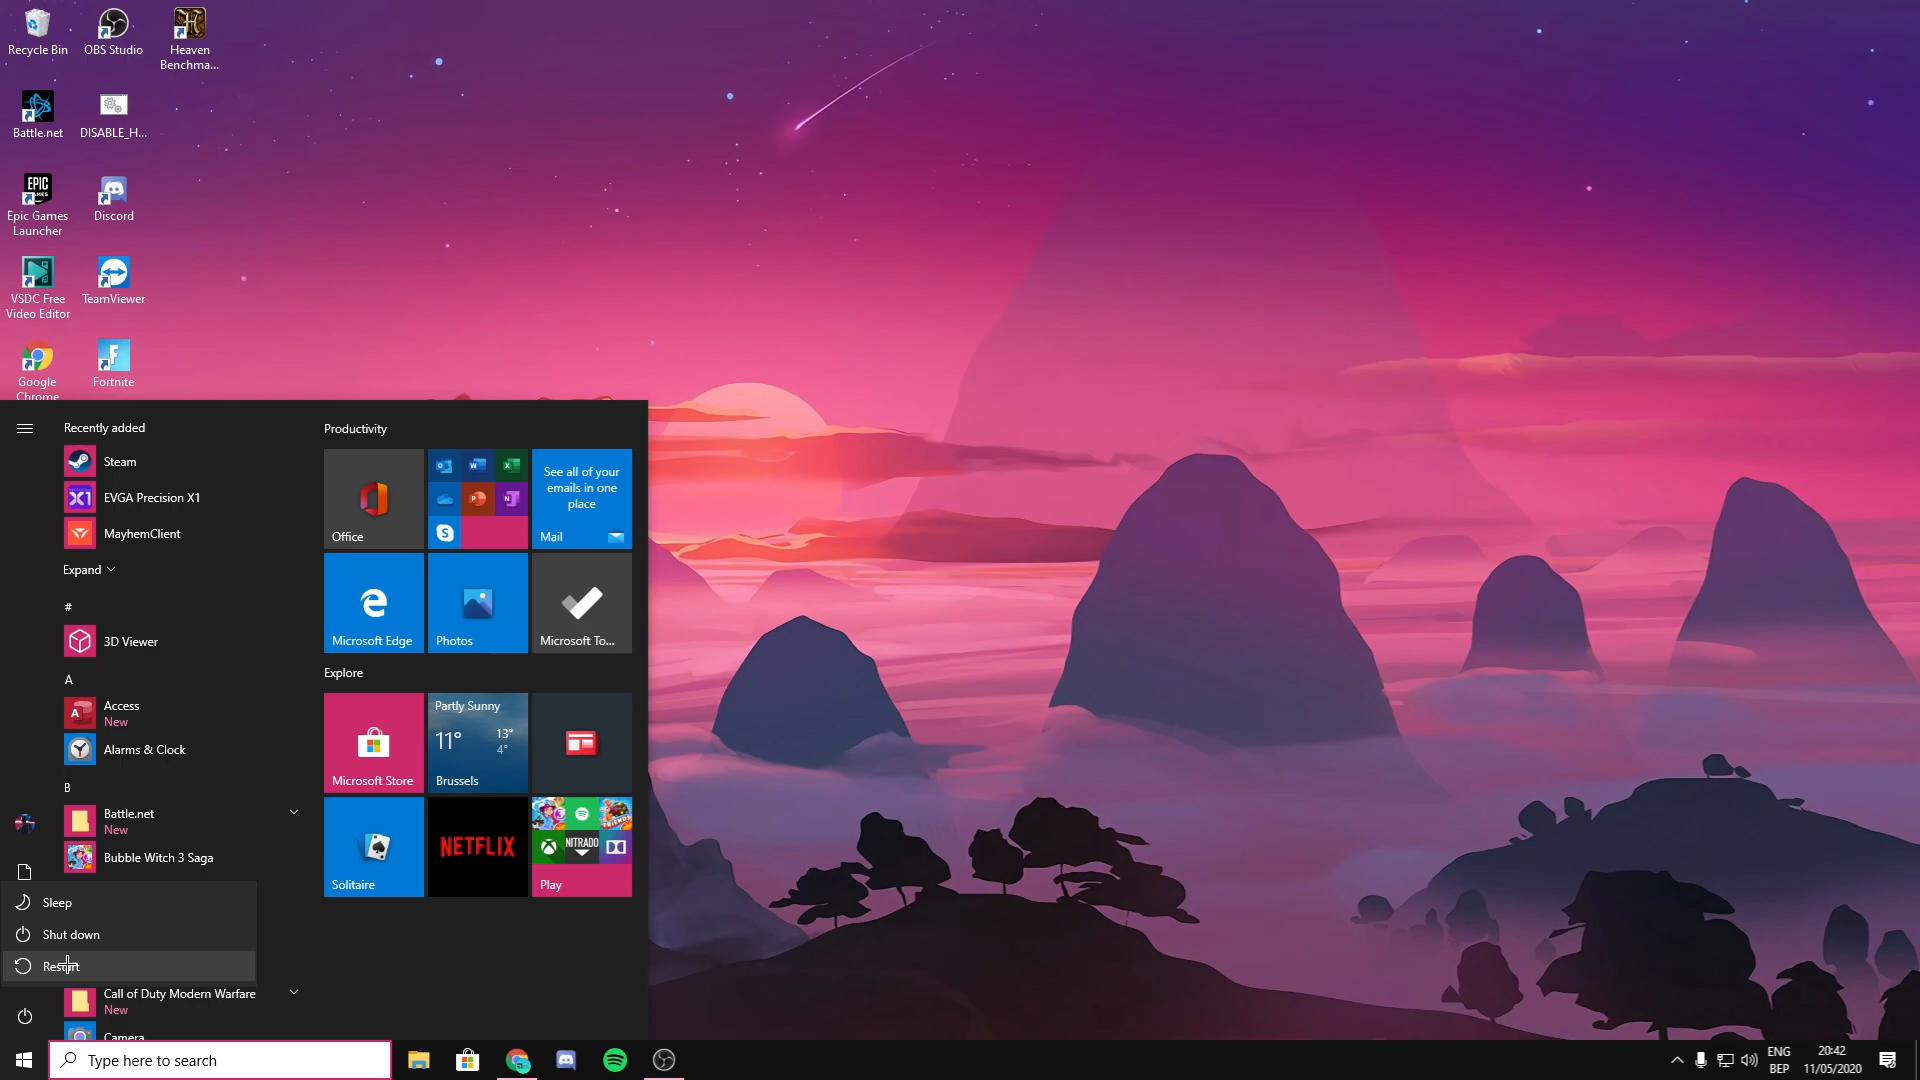 Recycle Bin
OBS Studio
Heaven
Benchma...
Battle.net
DISABLE_H...
EPIC
Epic Games
Launcher
Discord
VSDC Free
Video Editor
TeamViewer
Google
Chrome
Fortnite
Recently added
Steam
EVGA Precision X1
MayhemClient
Expand
#
3D Viewer
A
Access
New
Alarms & Clock
B
Battle.net
New
Bubble Witch 3 Saga
Sleep
Shut down
Restart
Call of Duty Modern Warfare
New
Camera
Productivity
Office
See all of your
emails in one
place
Mail
Microsoft Edge
Photos
Microsoft To...
Explore
Microsoft Store
Partly Sunny
11°
13°
4°
Brussels
Solitaire
NETFLIX
NITRADO
Play
Type here to search
ENG
BEP
20:42
11/05/2020